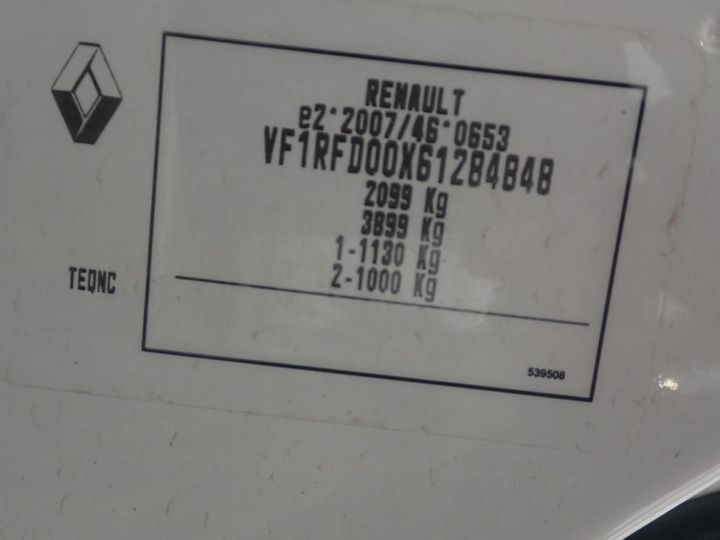 RENAULT
e2*2007/46*0653
VF1RFD00X61284848
2099 Kg
3899 Kg
1-1130 Kg
2-1000 Kg
TEQNC
539508